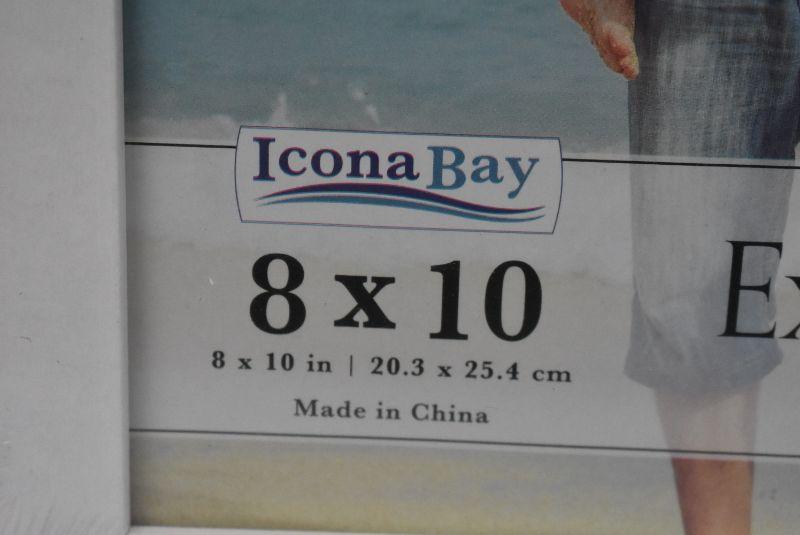 Icona Bay
8 x 10
8 x 10 in | 20.3 x 25.4 cm
Made in China